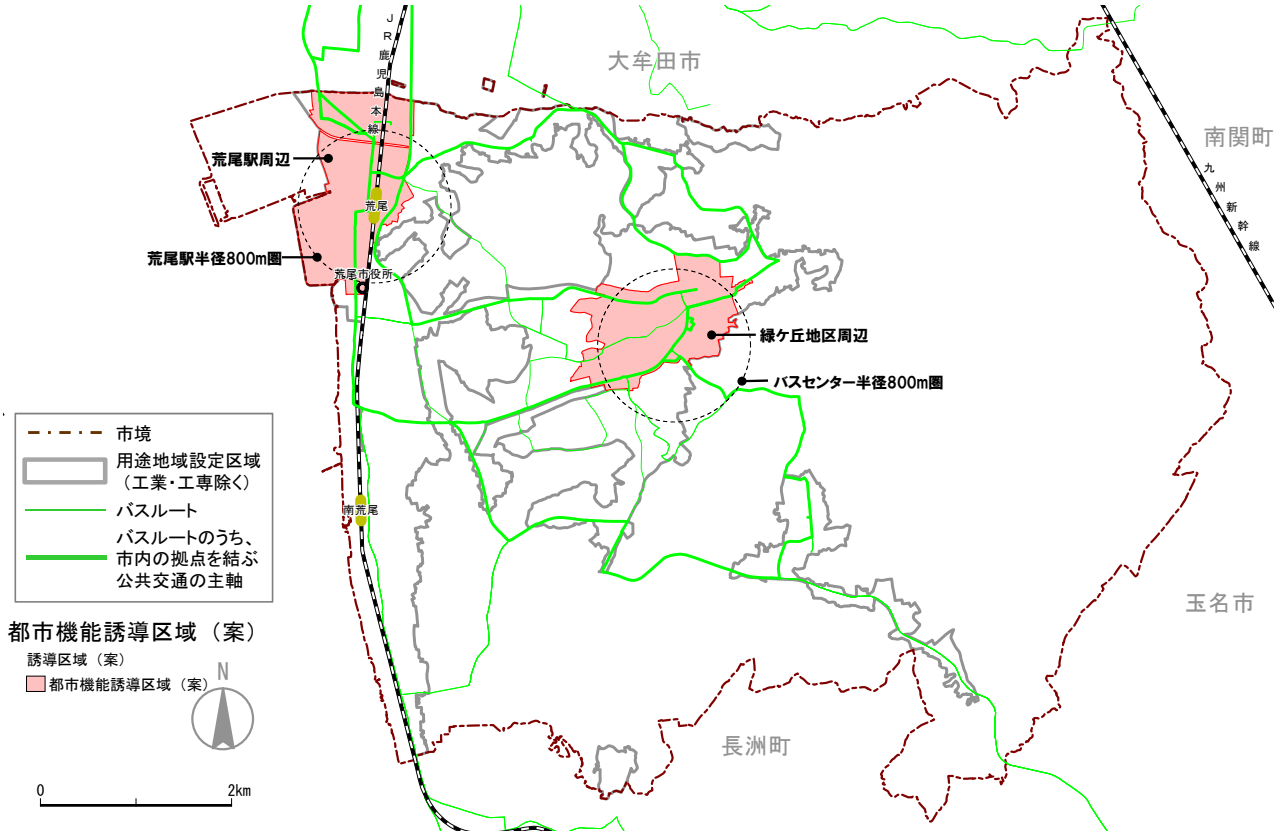 JR鹿児島本線
大牟田市
南関町
九州新幹線
荒尾駅周辺
荒尾
荒尾駅半径800m圏
荒尾市役所
緑ケ丘地区周辺
バスセンター半径800m圏
市境
用途地域設定区域
（工業・工専除く）
バスルート
バスルートのうち、
市内の拠点を結ぶ
公共交通の主軸
南荒尾
玉名市
都市機能誘導区域（案）
誘導区域（案）
都市機能誘導区域（案）
N
長洲町
0
2km